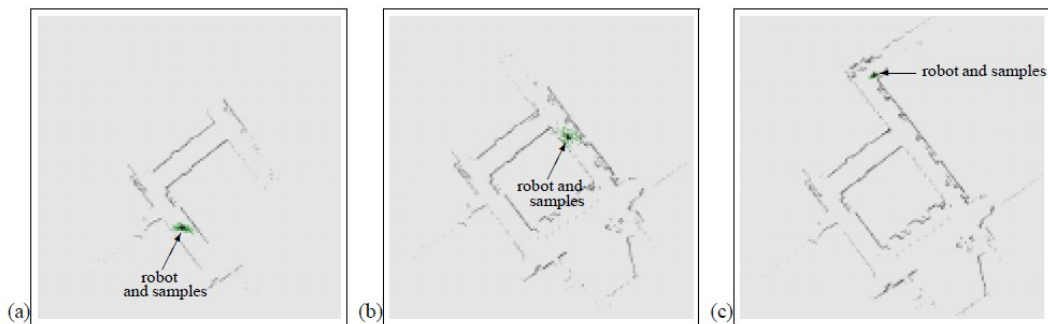 (a)
robot
and samples
(b)
robot and
samples
(c)
robot and samples